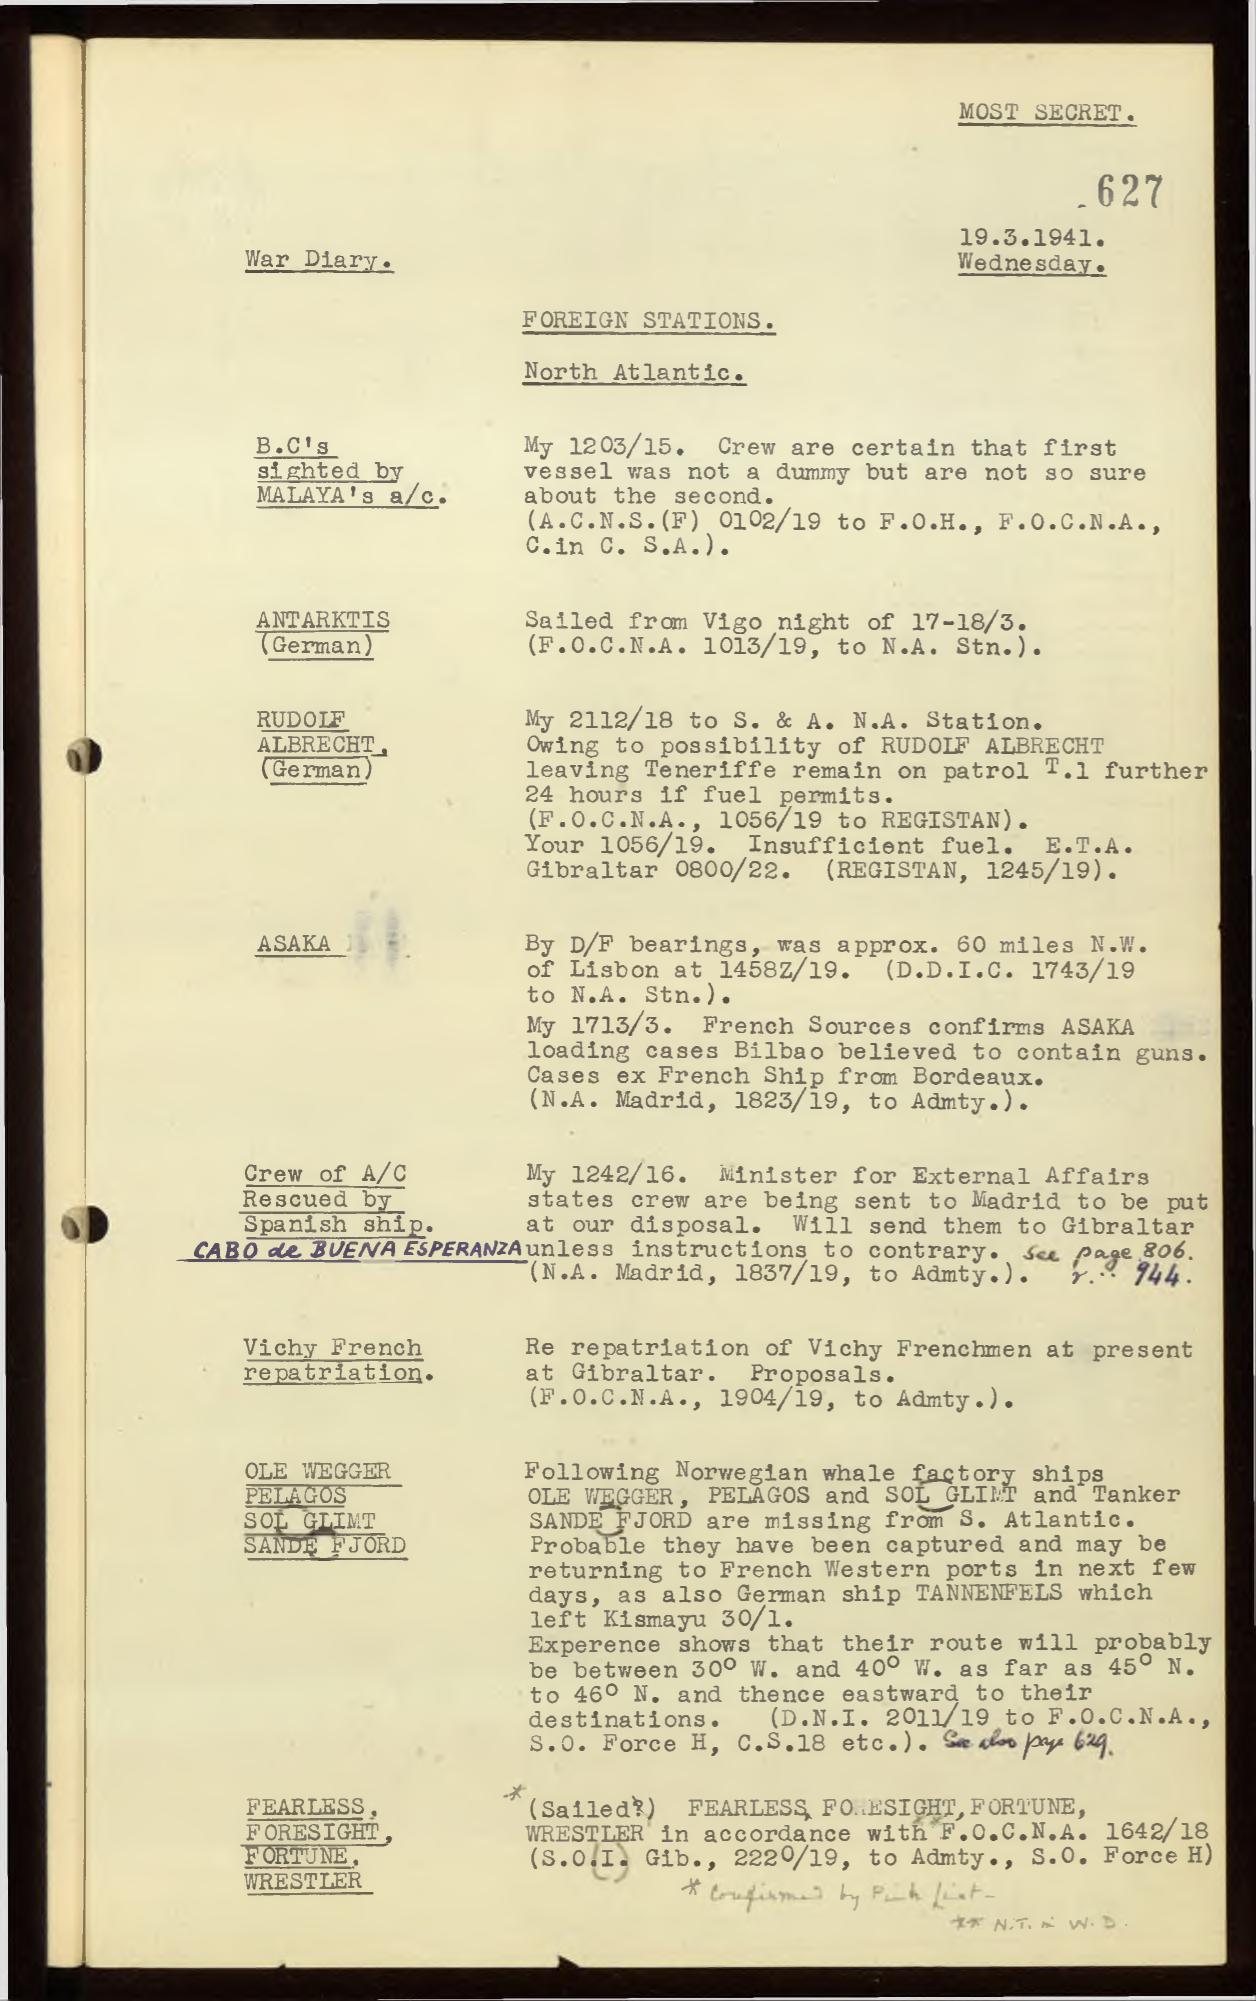 MOST SECRET.
627
19.3.1941.
War Diary.
Wednesday.
FOREIGN STATIONS.
North Atlantic.
B.C's
sighted by
MALAYA's a/c.
My 1203/15. Crew are certain that first
vessel was not a dummy but are not so sure
about the second.
(A.C.N.S.(F) 0102/19 to F.O.H., F.O.C.N.A.,
C.in C. S.A.).
ANTARKTIS
(German)
Sailed from Vigo night of 17-18/3.
(F.O.C.N.A. 1013/19, to N.A. Stn.).
RUDOLF
ALBRECHT,
(German)
My 2112/18 to S. & A. N.A. Station.
Owing to possibility of RUDOLF ALBRECHT
leaving Teneriffe remain on patrol T.1 further
24 hours if fuel permits.
(F.O.C.N.A., 1056/19 to REGISTAN).
Your 1056/19. Insufficient fuel. E.T.A.
Gibraltar 0800/22. (REGISTAN, 1245/19).
ASAKA
By D/F bearings, was approx. 60 miles N.W.
of Lisbon at 1458Z/19. (D.D.I.C. 1743/19
to N.A. Stn.).
My 1713/3. French Sources confirms ASAKA
loading cases Bilbao believed to contain guns.
Cases ex French Ship from Bordeaux.
(N.A. Madrid, 1823/19, to Admty.).
Crew of A/C
Rescued by
Spanish ship.
CABO de BUENA ESPERANZA
My 1242/16. Minister for External Affairs
states crew are being sent to Madrid to be put
at our disposal. Will send them to Gibraltar
unless instructions to contrary. See page 806.
(N.A. Madrid, 1837/19, to Admty.). 944.
Vichy French
repatriation.
Re repatriation of Vichy Frenchmen at present
at Gibraltar. Proposals.
(F.O.C.N.A., 1904/19, to Admty.).
OLE WEGGER
PELAGOS
SOL GLIMT
SANDE FJORD
Following Norwegian whale factory ships
OLE WEGGER, PELAGOS and SOL GLIMT and Tanker
SANDE FJORD are missing from S. Atlantic.
Probable they have been captured and may be
returning to French Western ports in next few
days, as also German ship TANNENFELS which
left Kismayu 30/1.
Experence shows that their route will probably
be between 30° W. and 40° W. as far as 45° N.
to 46° N. and thence eastward to their
destinations. (D.N.I. 2011/19 to F.O.C.N.A.,
S.O. Force H, C.S.18 etc.). See also page 629.
FEARLESS,
FORESIGHT,
FORTUNE,
WRESTLER
* (Sailed?) FEARLESS, FORESIGHT, FORTUNE,
WRESTLER in accordance with ** F.O.C.N.A. 1642/18
(S.O.(I). Gib., 2220/19, to Admty., S.O. Force H)
* Confirmed by Pink List -
** N.T. in W.D.